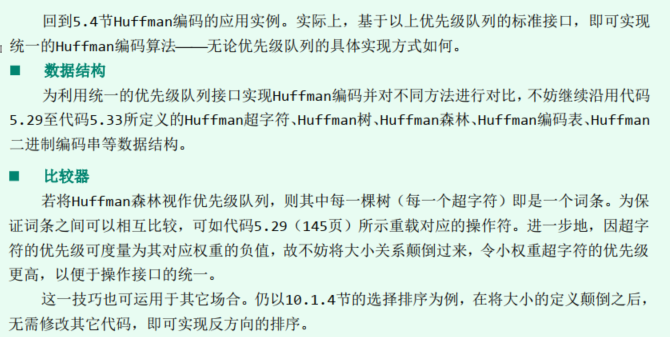 回到5.4节Huffman编码的应用实例。实际上，基于以上优先级队列的标准接口，即可实现
统一的Huffman编码算法——无论优先级队列的具体实现方式如何。
■ 数据结构
为利用统一的优先级队列接口实现Huffman编码并对不同方法进行对比，不妨继续沿用代码
5.29至代码5.33所定义的Huffman超字符、Huffman树、Huffman森林、Huffman编码表、Huffman
二进制编码串等数据结构。
■ 比较器
若将Huffman森林视作优先级队列，则其中每一棵树（每一个超字符）即是一个词条。为保
证词条之间可以相互比较，可如代码5.29（145页）所示重载对应的操作符。进一步地，因超字
符的优先级可度量为其对应权重的负值，故不妨将大小关系颠倒过来，令小权重超字符的优先级
更高，以便于操作接口的统一。
这一技巧也可运用于其它场合。仍以10.1.4节的选择排序为例，在将大小的定义颠倒之后，
无需修改其它代码，即可实现反方向的排序。